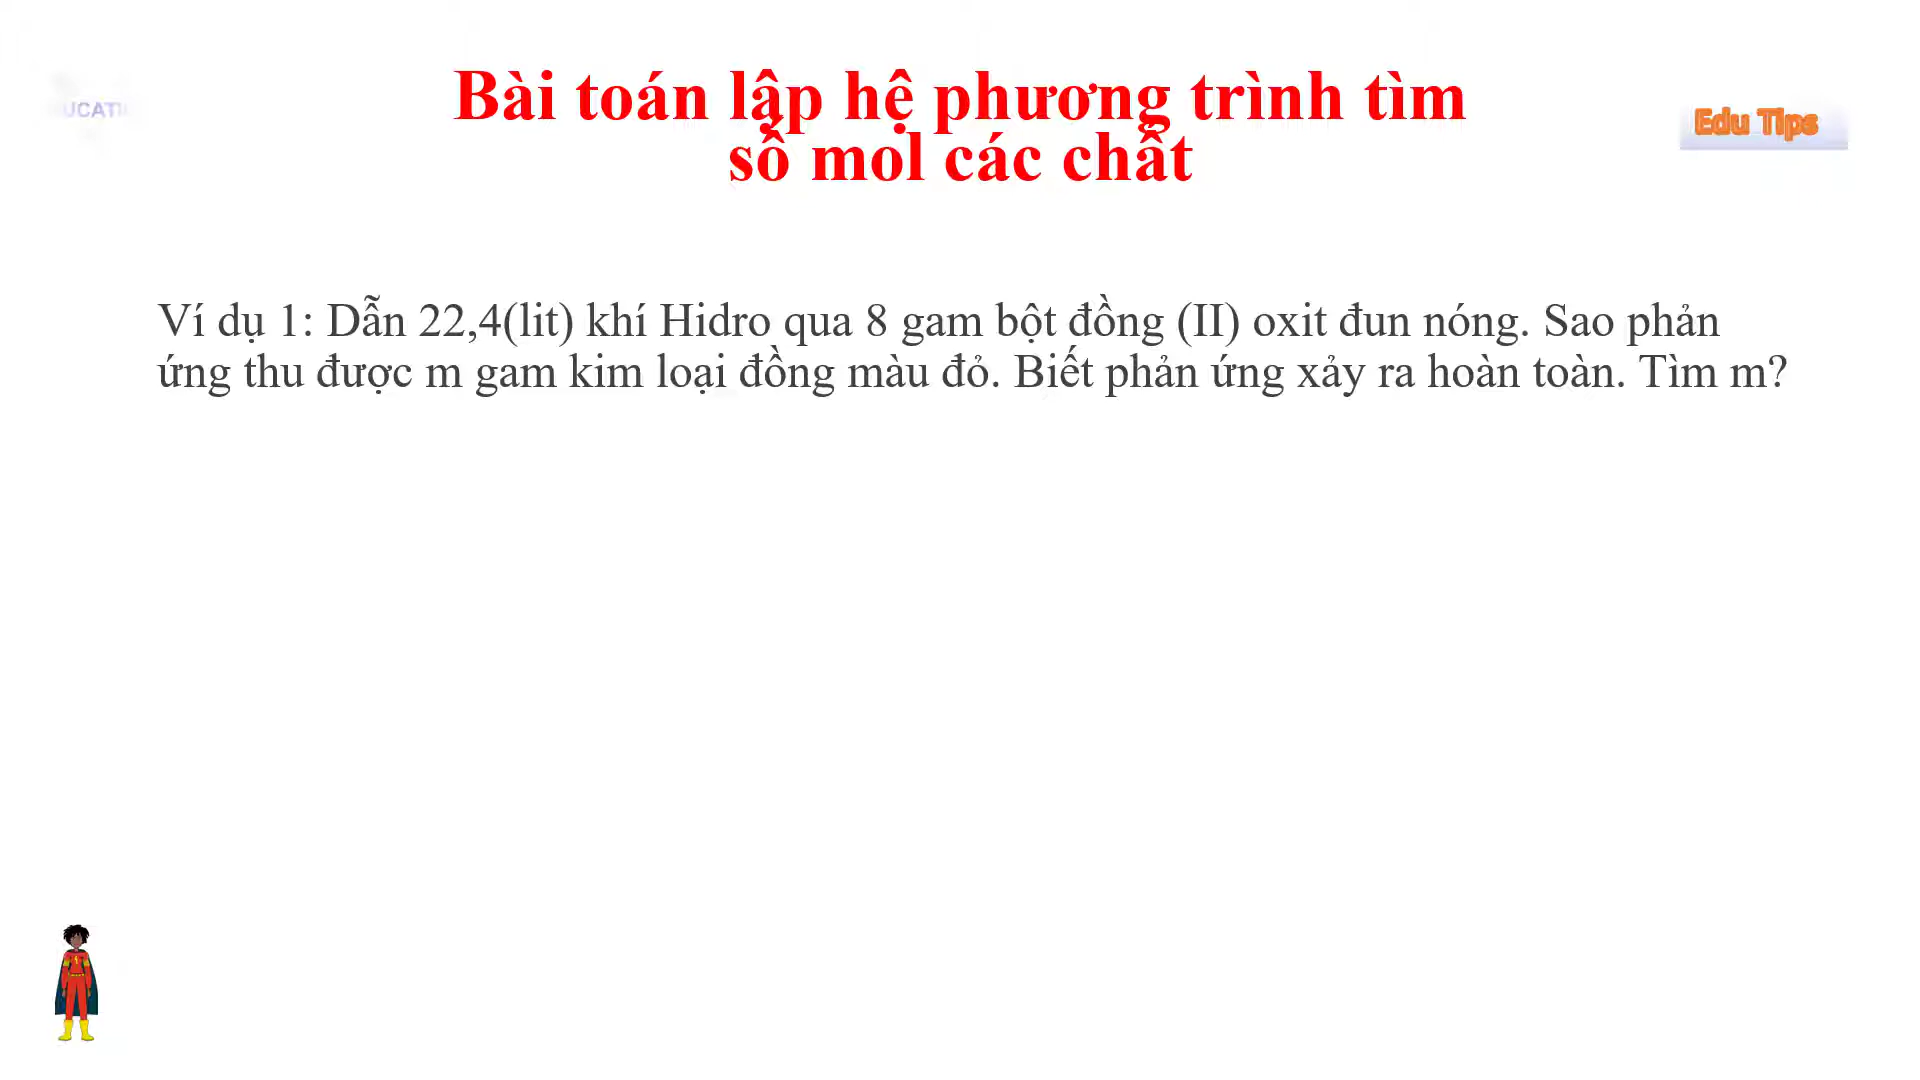 Bài toán lập hệ phương trình tìm
số mol các chất
Edu Tips
Ví dụ 1: Dẫn 22,4(lit) khí Hidro qua 8 gam bột đồng (II) oxit đun nóng. Sao phản
ứng thu được m gam kim loại đồng màu đỏ. Biết phản ứng xảy ra hoàn toàn. Tìm m?